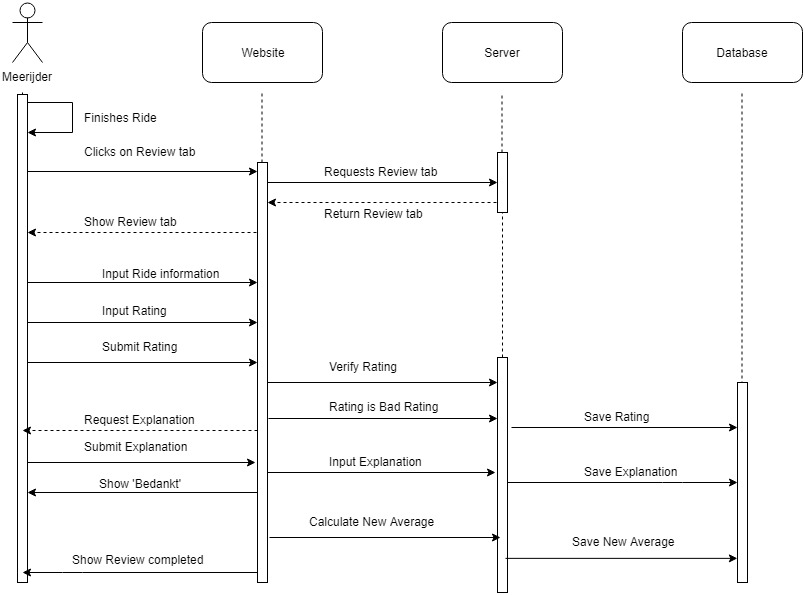 Meerijder
Website
Server
Database
Finishes Ride
Clicks on Review tab
Requests Review tab
Return Review tab
Show Review tab
Input Ride information
Input Rating
Submit Rating
Verify Rating
Rating is Bad Rating
Save Rating
Request Explanation
Submit Explanation
Input Explanation
Save Explanation
Show 'Bedankt'
Calculate New Average
Save New Average
Show Review completed